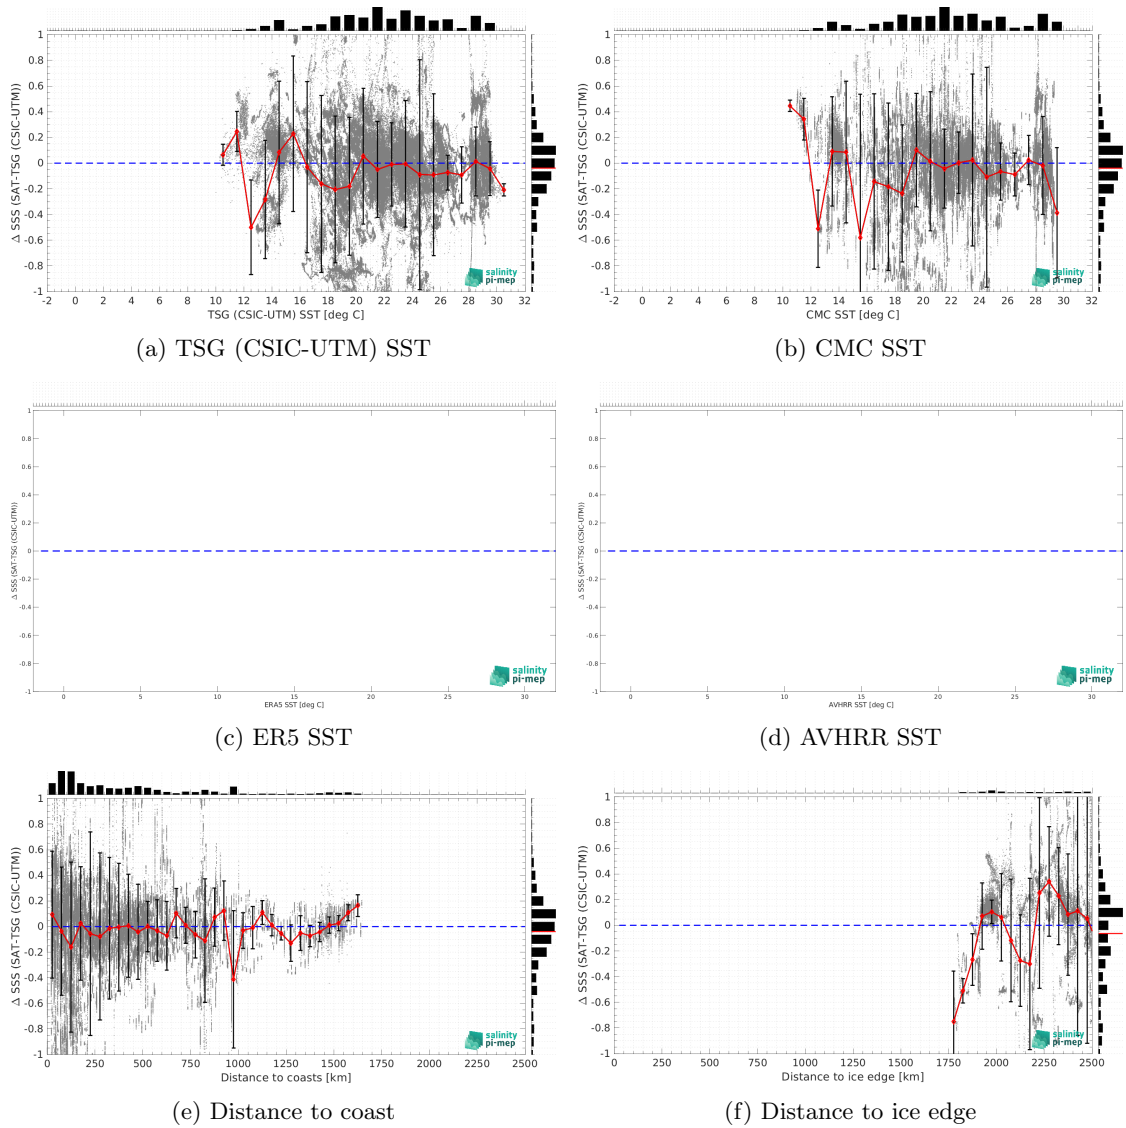 1
0.8
0.6
0.4
0.2
0
-0.2
-0.4
-0.6
-0.8
-1
Δ SSS (SAT-TSG (CSIC-UTM))
-2 0 2 4 6 8 10 12 14 16 18 20 22 24 26 28 30 32
TSG (CSIC-UTM) SST [deg C]
salinity
pi-mep
(a) TSG (CSIC-UTM) SST
1
0.8
0.6
0.4
0.2
0
-0.2
-0.4
-0.6
-0.8
-1
Δ SSS (SAT-TSG (CSIC-UTM))
-2 0 2 4 6 8 10 12 14 16 18 20 22 24 26 28 30 32
CMC SST [deg C]
salinity
pi-mep
(b) CMC SST
1
0.8
0.6
0.4
0.2
0
-0.2
-0.4
-0.6
-0.8
-1
Δ SSS (SAT-TSG (CSIC-UTM))
0 5 10 15 20 25 30
ERA5 SST [deg C]
salinity
pi-mep
(c) ER5 SST
1
0.8
0.6
0.4
0.2
0
-0.2
-0.4
-0.6
-0.8
-1
Δ SSS (SAT-TSG (CSIC-UTM))
0 5 10 15 20 25 30
AVHRR SST [deg C]
salinity
pi-mep
(d) AVHRR SST
1
0.8
0.6
0.4
0.2
0
-0.2
-0.4
-0.6
-0.8
-1
Δ SSS (SAT-TSG (CSIC-UTM))
0 250 500 750 1000 1250 1500 1750 2000 2250 2500
Distance to coasts [km]
salinity
pi-mep
(e) Distance to coast
1
0.8
0.6
0.4
0.2
0
-0.2
-0.4
-0.6
-0.8
-1
Δ SSS (SAT-TSG (CSIC-UTM))
0 250 500 750 1000 1250 1500 1750 2000 2250 2500
Distance to ice edge [km]
salinity
pi-mep
(f) Distance to ice edge